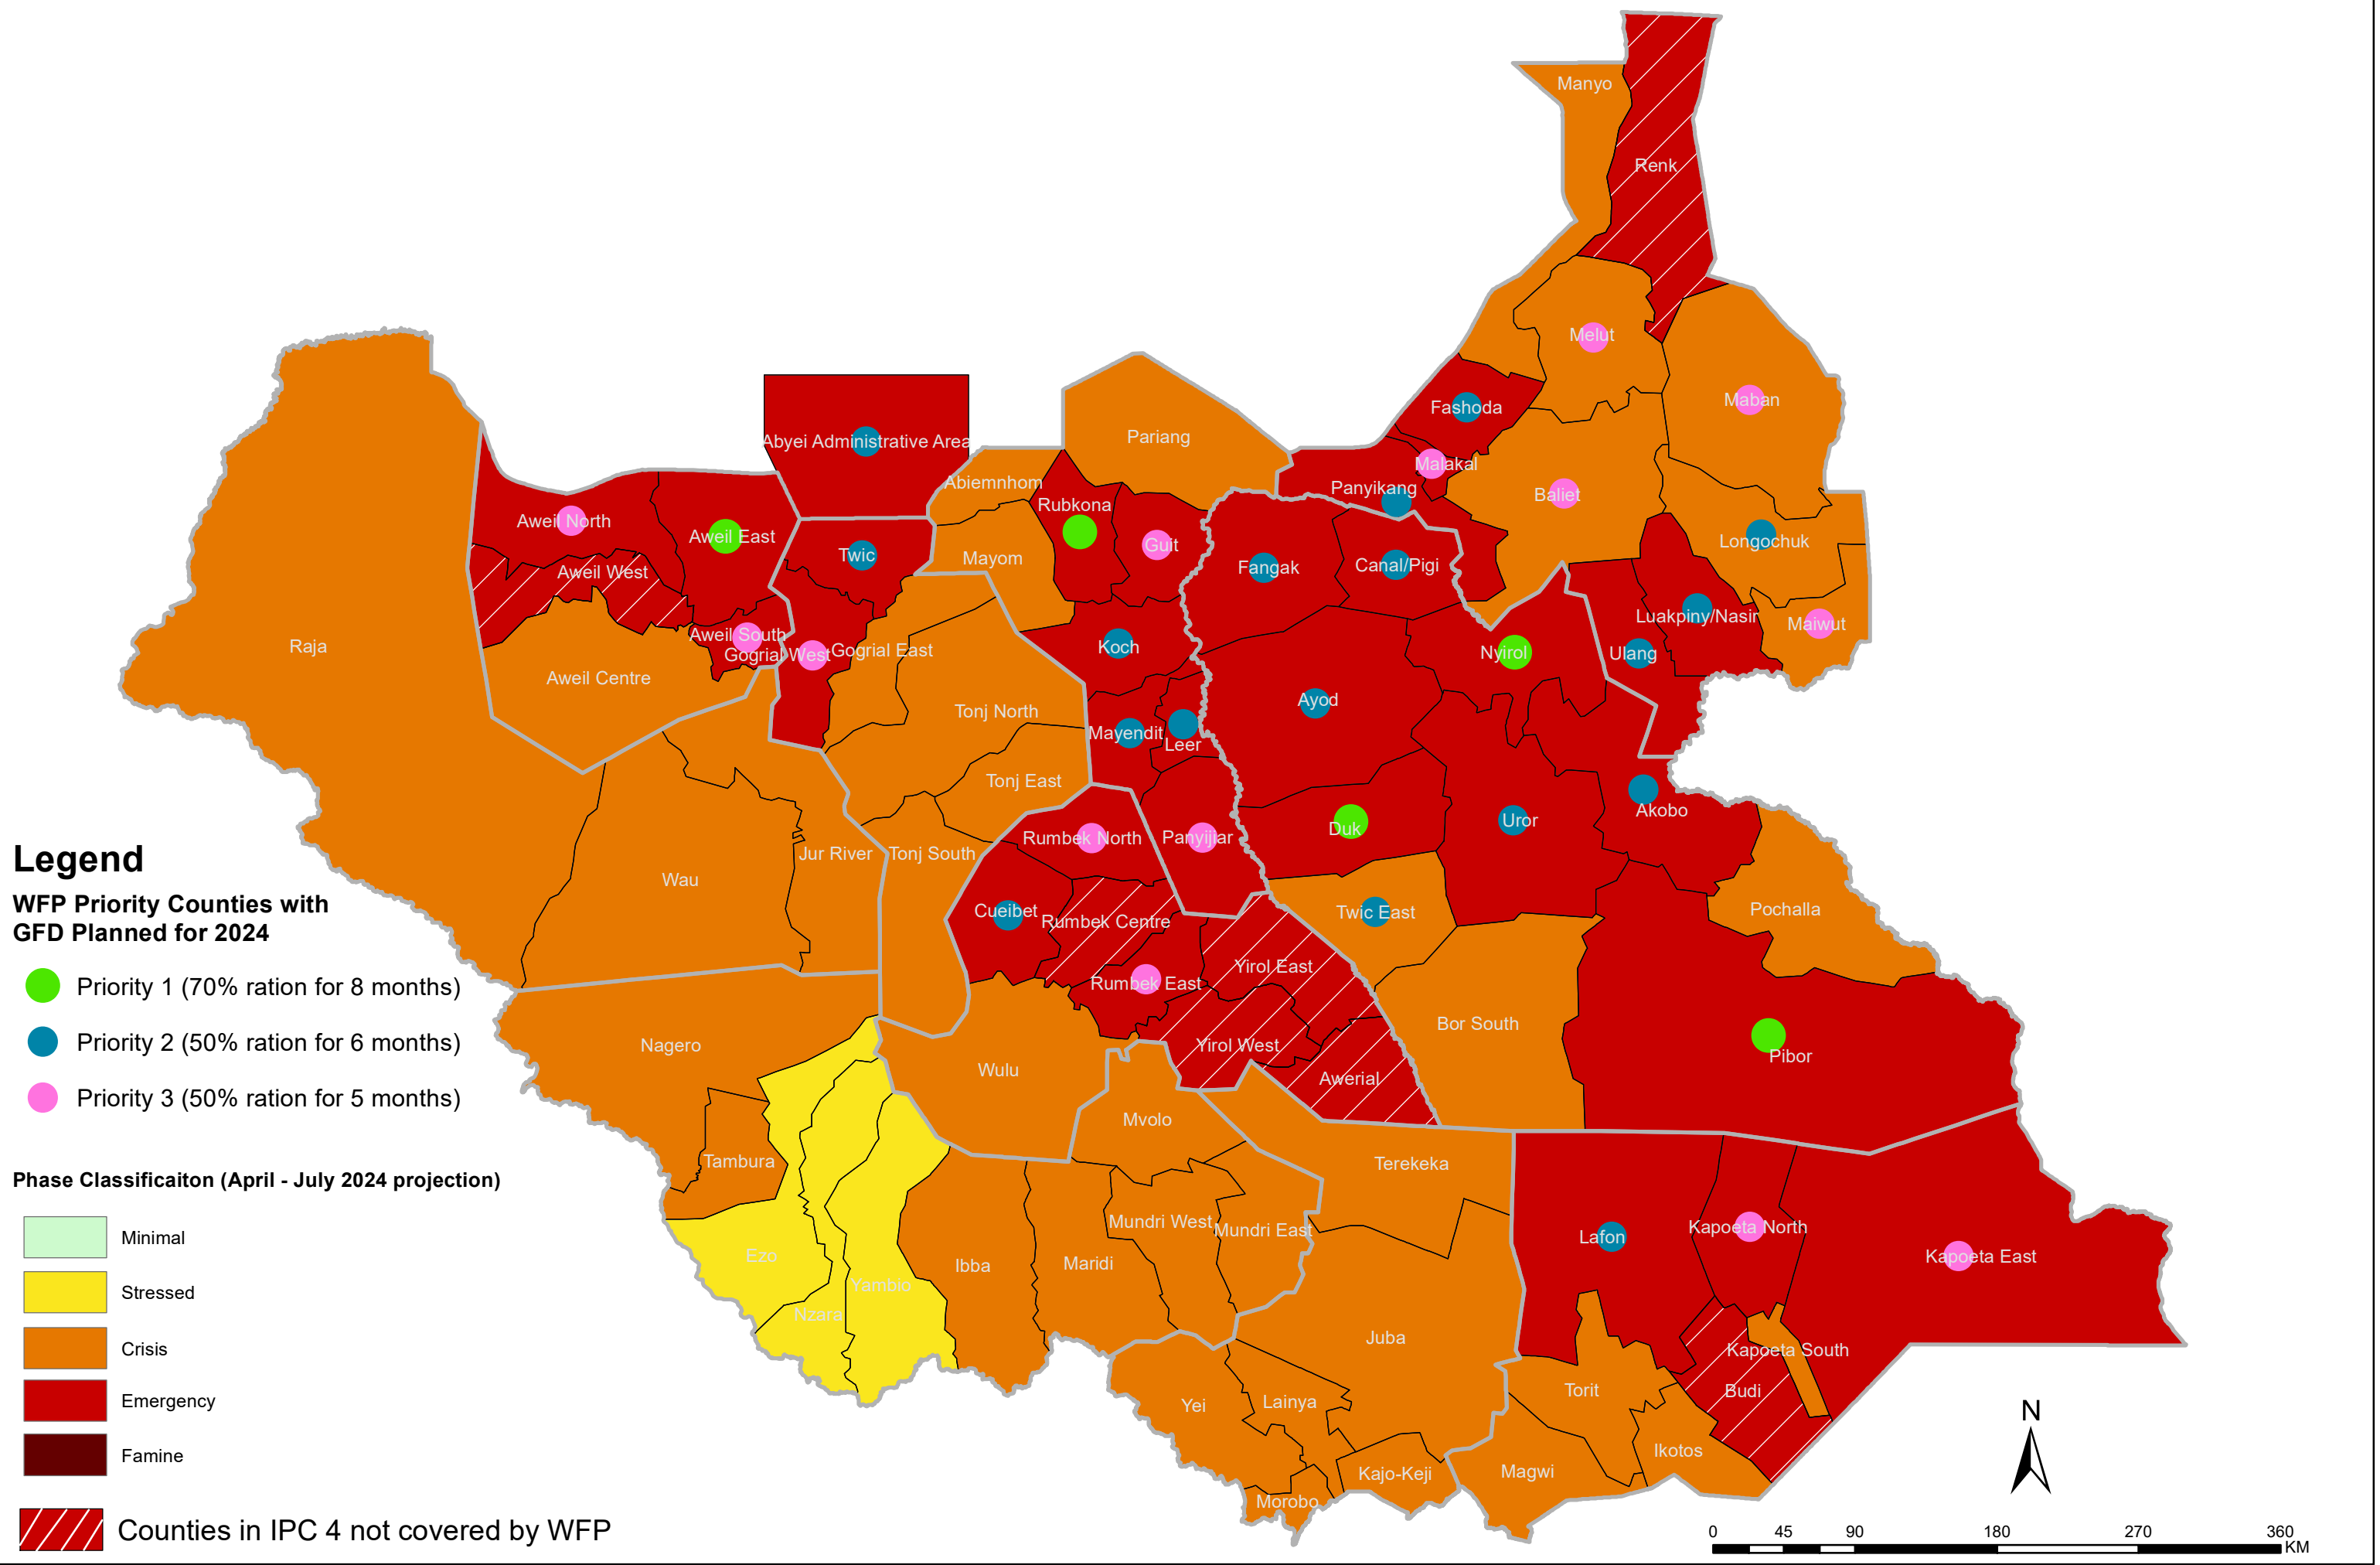 Manyo
Renk
Melut
Maban
Fashoda
Pariang
Abyei Administrative Area
Malakal
Abiemnhom
Panyikang
Baliet
Rubkona
Aweil North
Aweil East
Guit
Longochuk
Twic
Mayom
Fangak
Canal/Pigi
Aweil West
Luakpiny/Nasir
Maiwut
Aweil South
Raja
Gogrial West
Gogrial East
Koch
Nyirol
Ulang
Aweil Centre
Tonj North
Ayod
Mayendit
Leer
Tonj East
Akobo
Uror
Duk
Rumbek North
Panyijiar
Jur River
Tonj South
Wau
Cueibet
Rumbek Centre
Twic East
Pochalla
Yirol East
Rumbek East
Bor South
Nagero
Yirol West
Pibor
Wulu
Awerial
Mvolo
Tambura
Terekeka
Mundri West
Mundri East
Lafon
Kapoeta North
Kapoeta East
Ezo
Ibba
Maridi
Yambio
Nzara
Juba
Kapoeta South
Torit
Budi
Yei
Lainya
Ikotos
Kajo-Keji
Magwi
Morobo
Legend
WFP Priority Counties with
GFD Planned for 2024
Priority 1 (70% ration for 8 months)
Priority 2 (50% ration for 6 months)
Priority 3 (50% ration for 5 months)
Phase Classificaiton (April - July 2024 projection)
Minimal
Stressed
Crisis
Emergency
Famine
Counties in IPC 4 not covered by WFP
N
0 45 90 180 270 360
KM